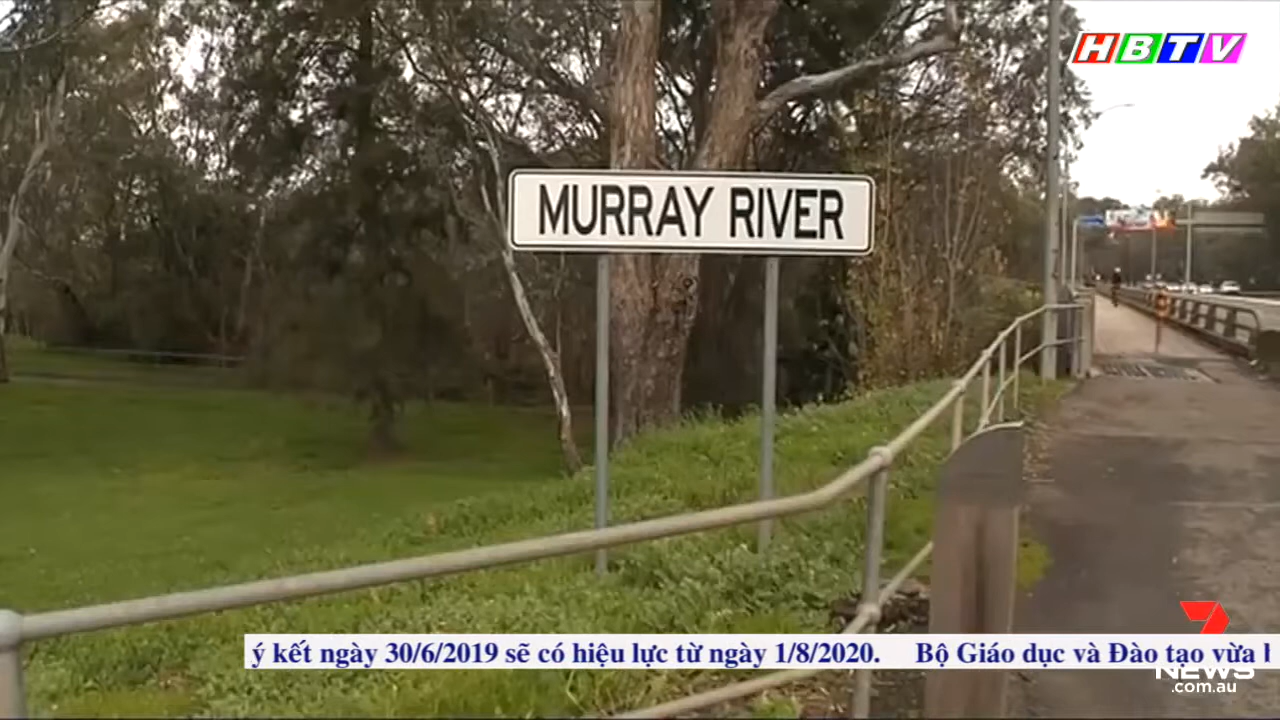 HBTV
MURRAY RIVER
ý kết ngày 30/6/2019 sẽ có hiệu lực từ ngày 1/8/2020. Bộ Giáo dục và Đào tạo vừa
7
NEWS
.com.au